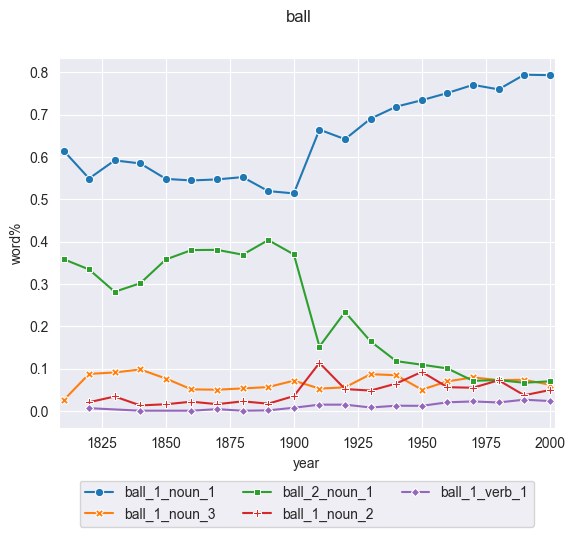 ball
0.8
0.7
0.6
0.5
0.4
0.3
0.2
0.1
0.0
word%
1825 1850 1875 1900 1925 1950 1975 2000
year
ball_1_noun_1 ball_2_noun_1 ball_1_verb_1
ball_1_noun_3 ball_1_noun_2